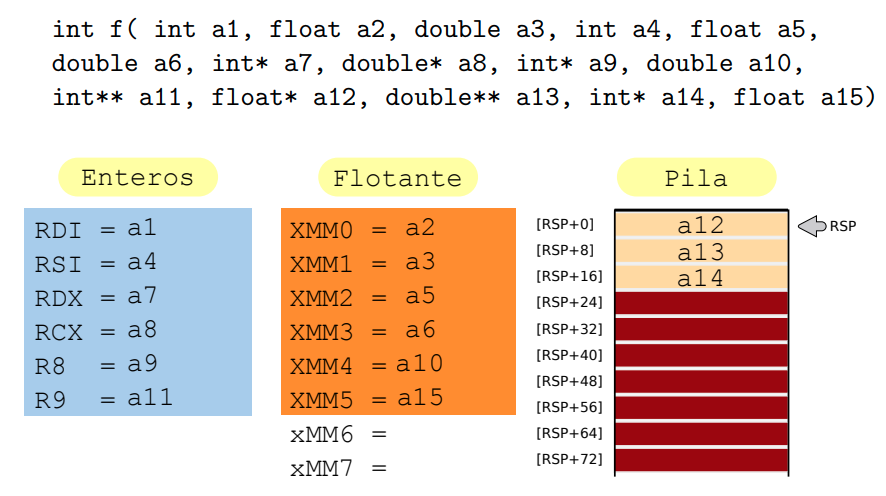 int f( int a1, float a2, double a3, int a4, float a5,
double a6, int* a7, double* a8, int* a9, double a10,
int** a11, float* a12, double** a13, int* a14, float a15)
Enteros
RDI = a1
RSI = a4
RDX = a7
RCX = a8
R8 = a9
R9 = a11
Flotante
XMM0 = a2
XMM1 = a3
XMM2 = a5
XMM3 = a6
XMM4 = a10
XMM5 = a15
xMM6 =
xMM7 =
Pila
[RSP+0] a12 RSP
[RSP+8] a13
[RSP+16] a14
[RSP+24]
[RSP+32]
[RSP+40]
[RSP+48]
[RSP+56]
[RSP+64]
[RSP+72]